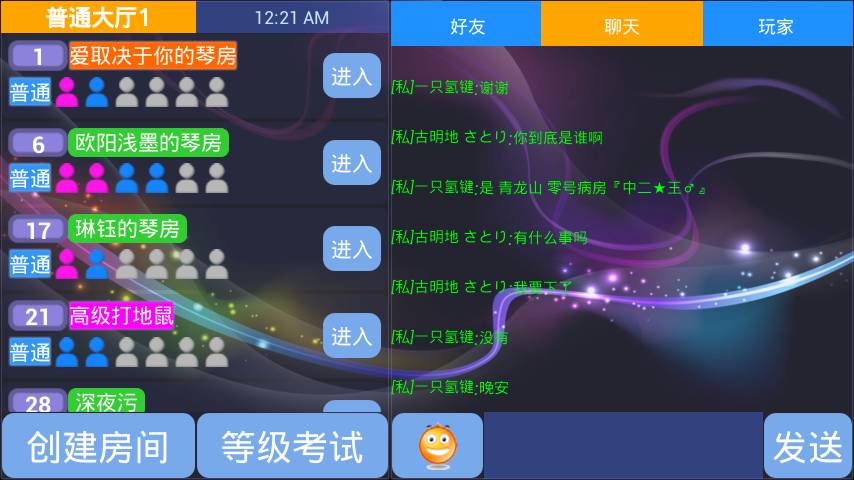 普通大厅1
12:21 AM
1 爱取决于你的琴房
普通
进入
6 欧阳浅墨的琴房
普通
进入
17 琳钰的琴房
普通
进入
21 高级打地鼠
普通
进入
28 深夜污
创建房间
等级考试
好友
聊天
玩家
[私]一只氢键:谢谢
[私]古明地 さとり:你到底是谁啊
[私]一只氢键:是 青龙山 零号病房『中二★王♂』
[私]古明地 さとり:有什么事吗
[私]古明地 さとり:我要下了
[私]一只氢键:没有
[私]一只氢键:晚安
发送